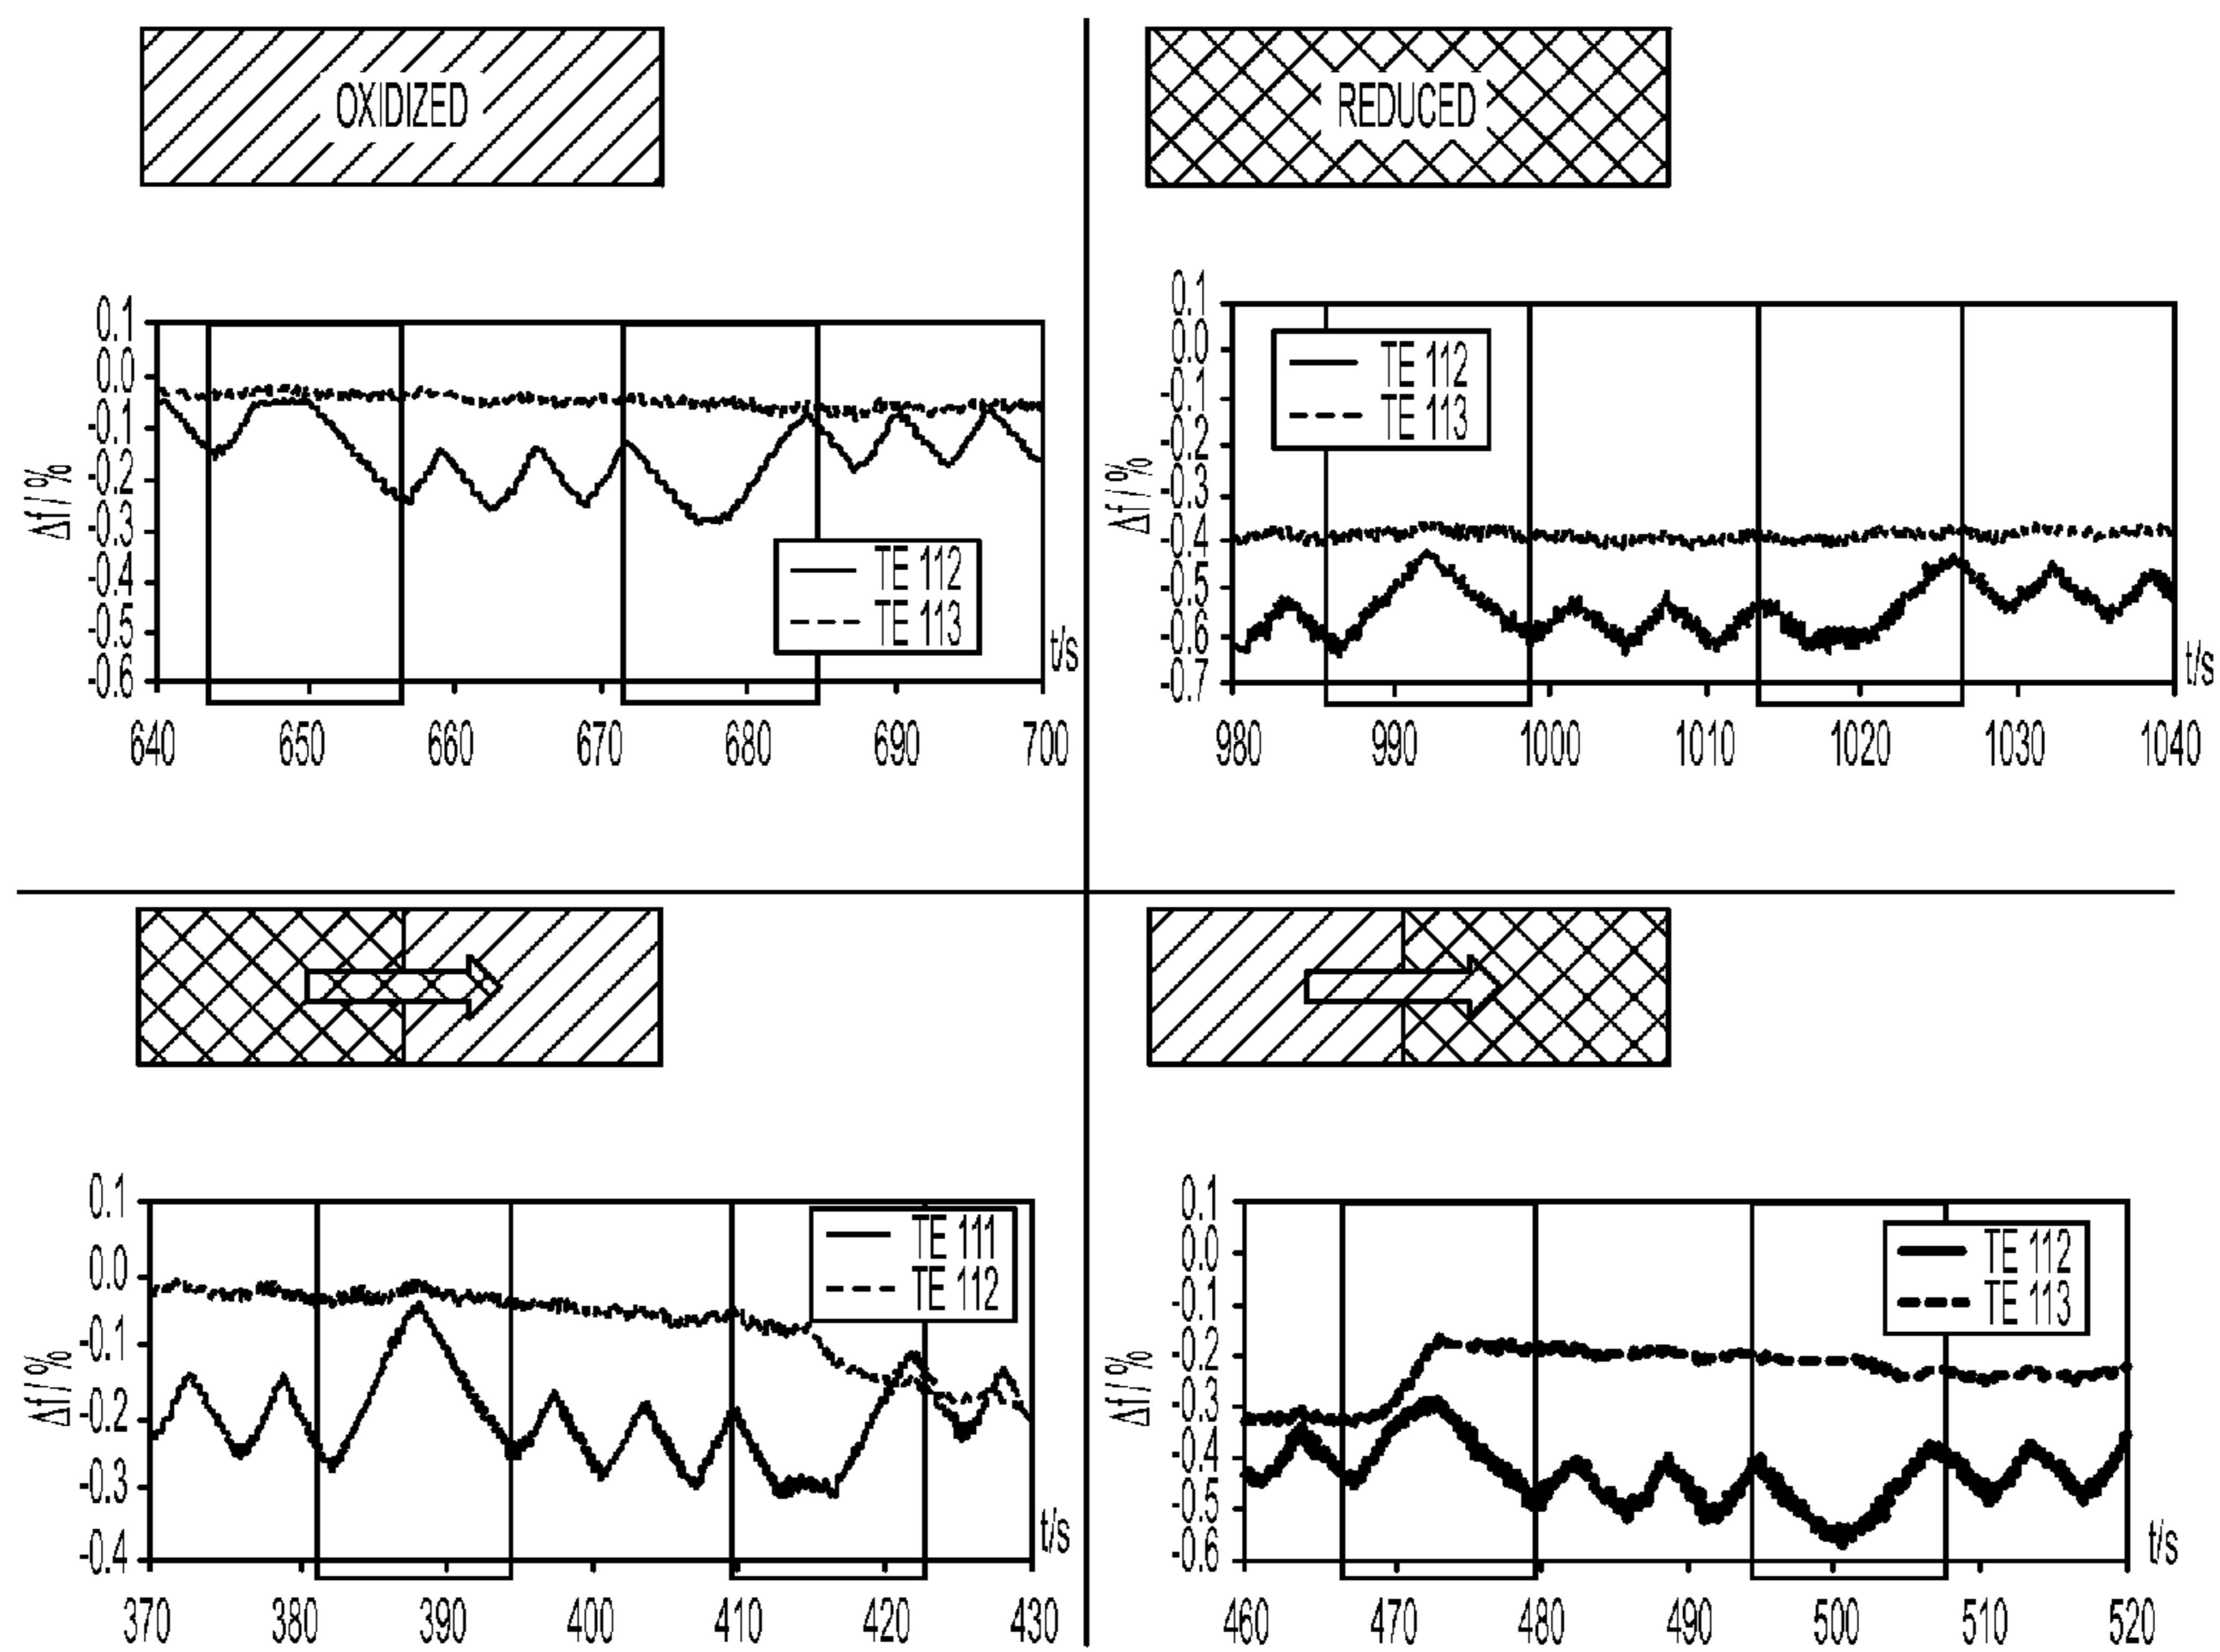 OXIDIZED
0.1
0.0
-0.1
-0.2
-0.3
-0.4
-0.5
-0.6
Δf/%
TE 112
TE 113
t/s
640 650 660 670 680 690 700
REDUCED
0.1
0.0
-0.1
-0.2
-0.3
-0.4
-0.5
-0.6
-0.7
Δf/%
TE 112
TE 113
t/s
980 990 1000 1010 1020 1030 1040
0.1
0.0
-0.1
-0.2
-0.3
-0.4
Δf/%
TE 111
TE 112
t/s
370 380 390 400 410 420 430
0.1
0.0
-0.1
-0.2
-0.3
-0.4
-0.5
-0.6
Δf/%
TE 112
TE 113
t/s
460 470 480 490 500 510 520